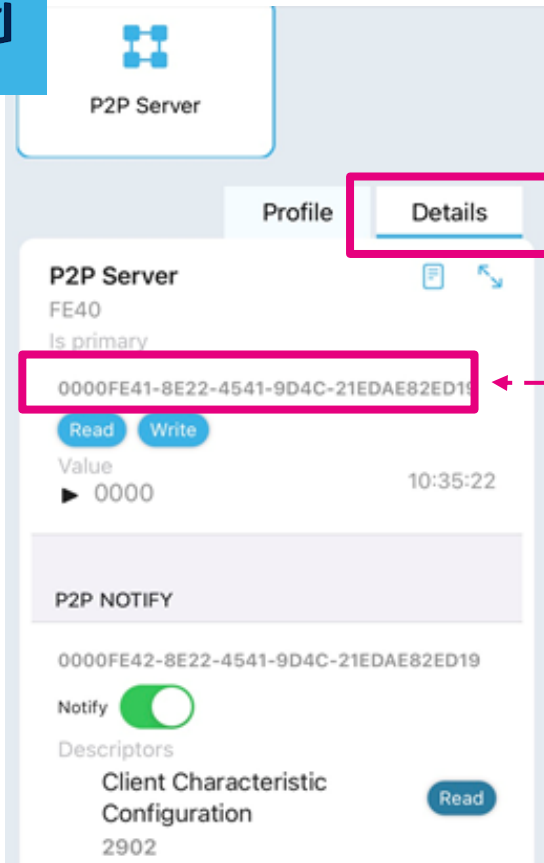 P2P Server
Profile Details
P2P Server
FE40
Is primary
0000FE41-8E22-4541-9D4C-21EDAE82ED19
Read Write
Value
0000 10:35:22
P2P NOTIFY
0000FE42-8E22-4541-9D4C-21EDAE82ED19
Notify
Descriptors
Client Characteristic
Configuration Read
2902